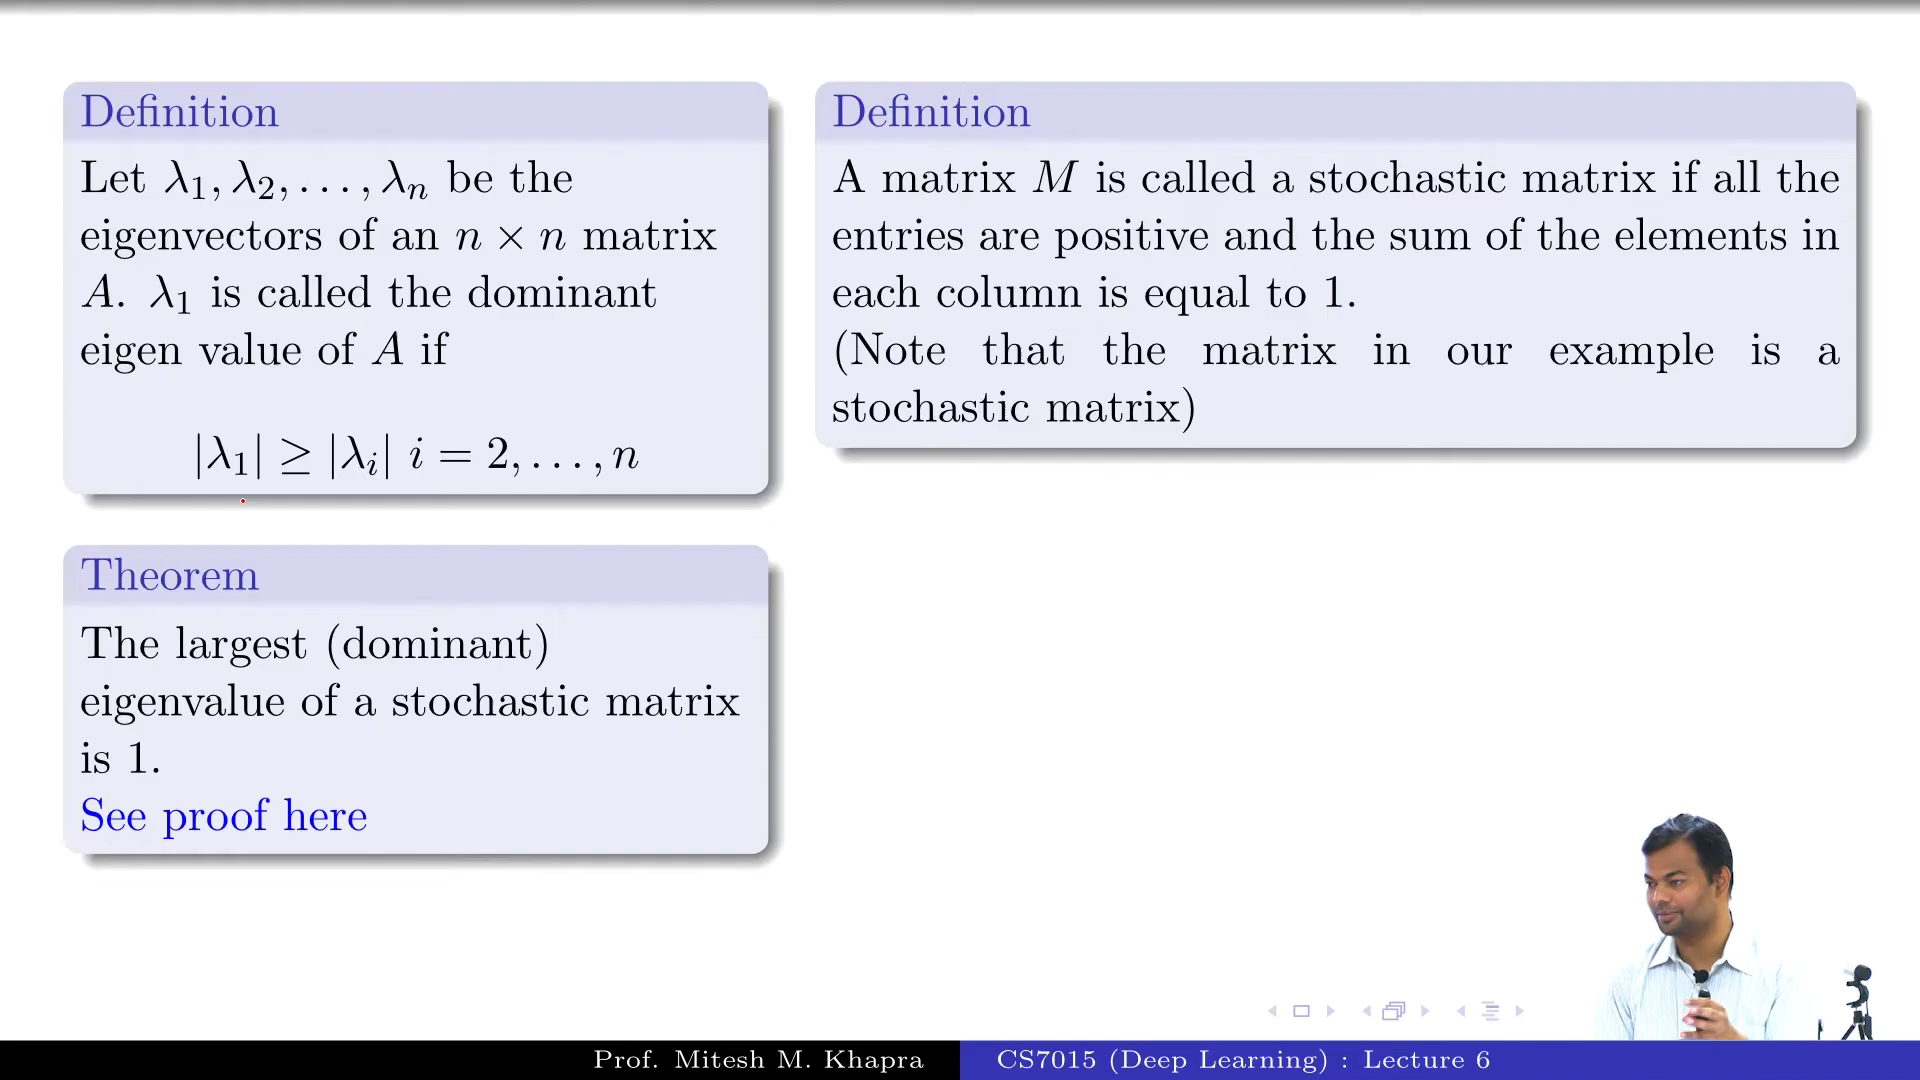 Definition
Let λ₁, λ₂, . . . , λₙ be the
eigenvectors of an n × n matrix
A. λ₁ is called the dominant
eigen value of A if
|λ₁| ≥ |λᵢ| i = 2, . . . , n
Theorem
The largest (dominant)
eigenvalue of a stochastic matrix
is 1.
See proof here
Definition
A matrix M is called a stochastic matrix if all the
entries are positive and the sum of the elements in
each column is equal to 1.
(Note that the matrix in our example is a
stochastic matrix)
Prof. Mitesh M. Khapra
CS7015 (Deep Learning) : Lecture 6